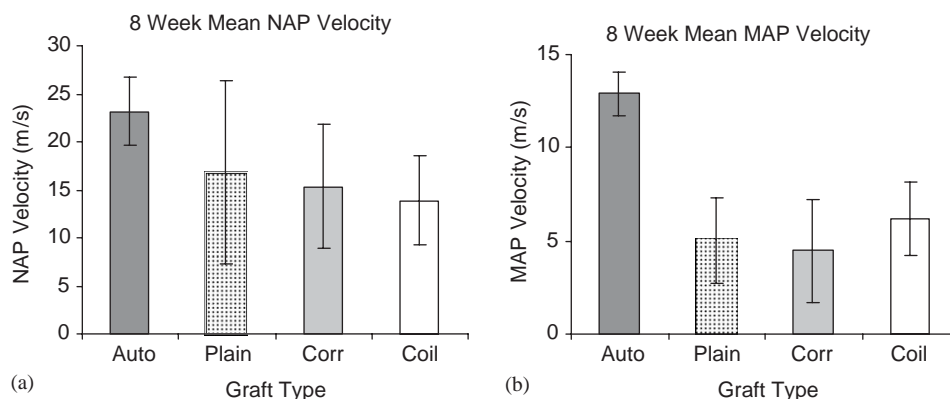 8 Week Mean NAP Velocity
NAP Velocity (m/s)
30
25
20
15
10
5
0
Auto Plain Corr Coil
Graft Type
(a)
8 Week Mean MAP Velocity
MAP Velocity (m/s)
15
10
5
0
Auto Plain Corr Coil
Graft Type
(b)